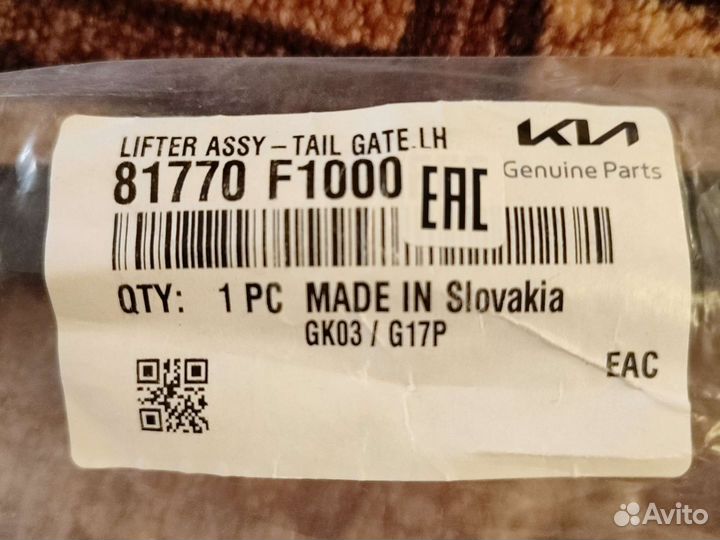 LIFTER ASSY-TAIL GATE.LH
KIA
Genuine Parts
81770 F1000
EAC
QTY: 1 PC MADE IN Slovakia
GK03 / G17P
EAC
Avito